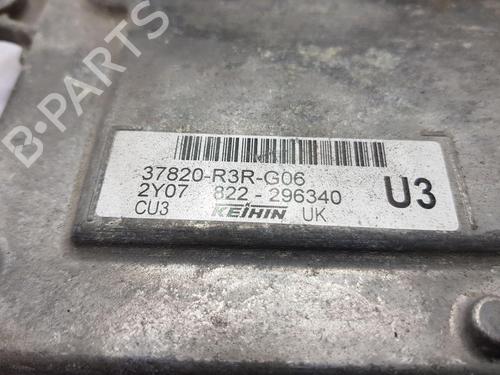 B-PARTS
37820-R3R-G06
2Y07 822-296340 U3
CU3 KEIHIN UK